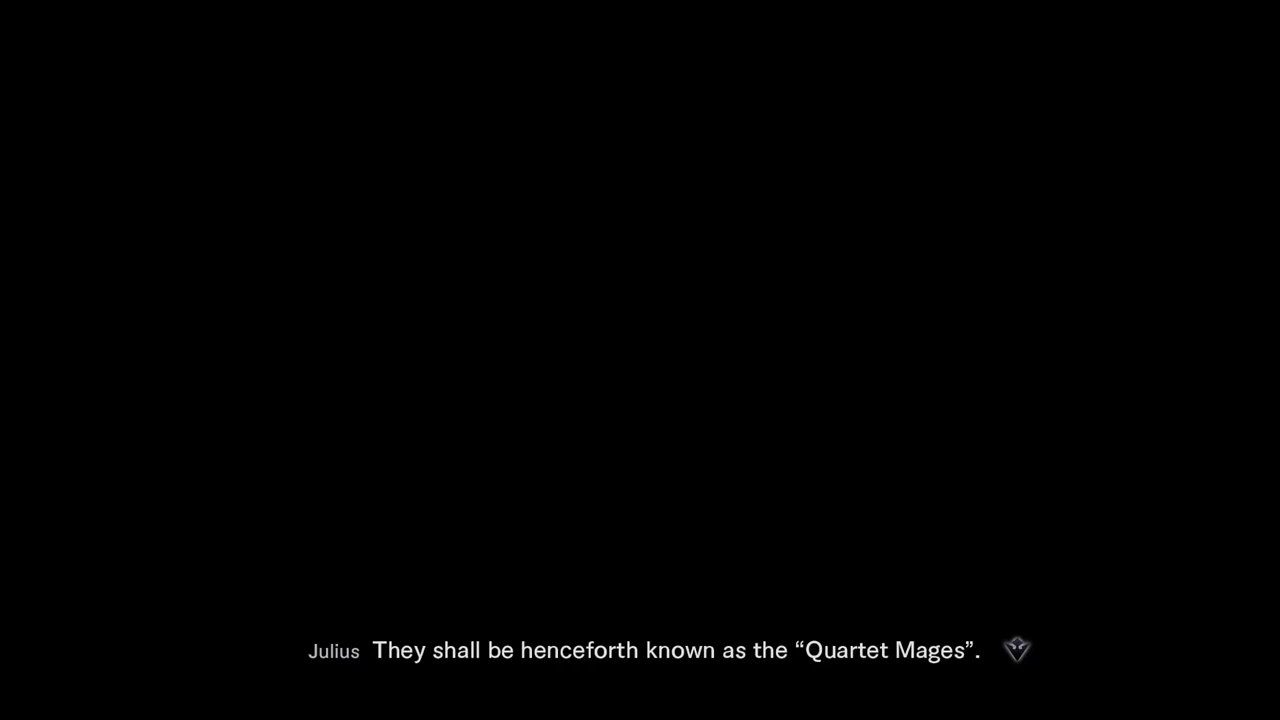 Julius They shall be henceforth known as the “Quartet Mages”.